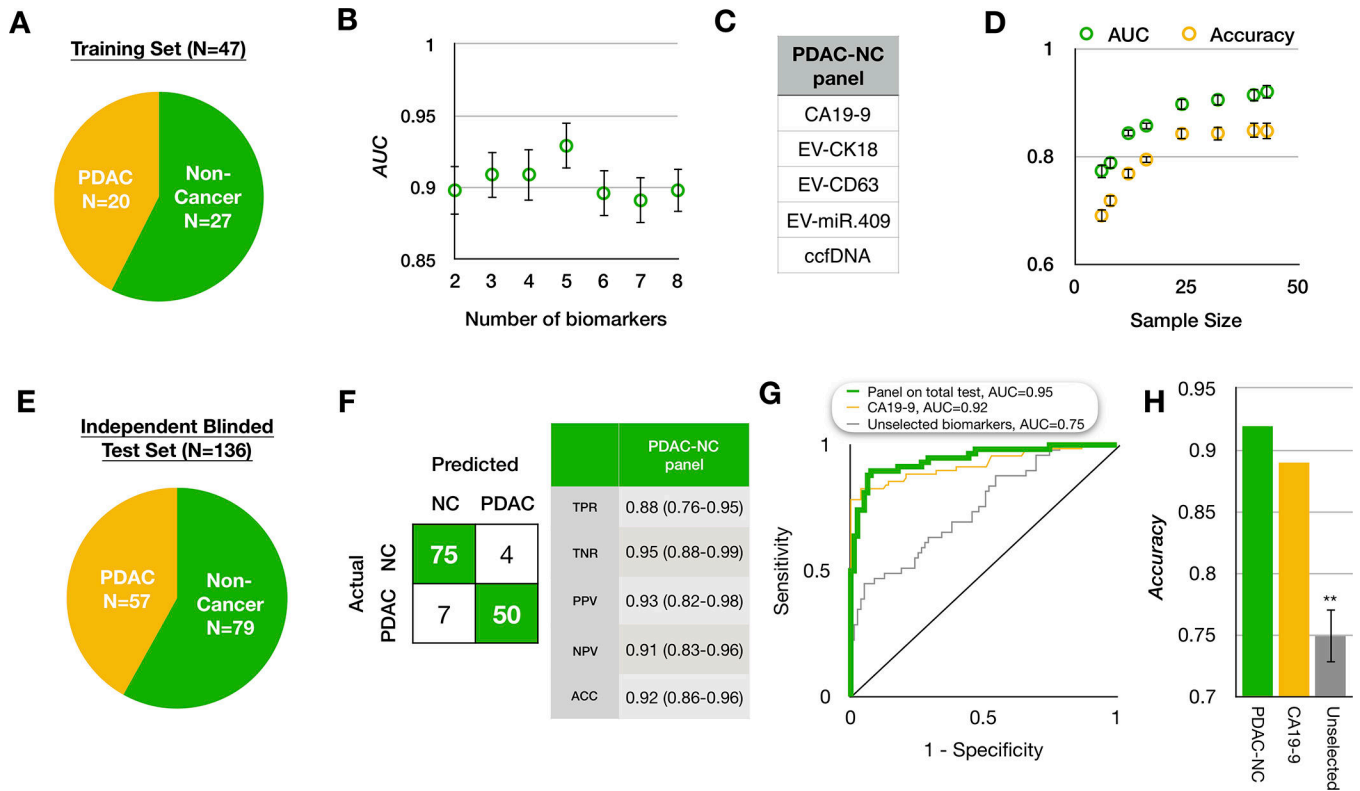 A
Training Set (N=47)
PDAC
N=20
Non-
Cancer
N=27
B
1
0.95
0.9
0.85
AUC
2 3 4 5 6 7 8
Number of biomarkers
C
PDAC-NC
panel
CA19-9
EV-CK18
EV-CD63
EV-miR.409
ccfDNA
D
AUC Accuracy
1
0.8
0.6
0 25 50
Sample Size
E
Independent Blinded
Test Set (N=136)
PDAC
N=57
Non-
Cancer
N=79
F
Predicted
NC PDAC
Actual
NC
75 4
PDAC
7 50
PDAC-NC
panel
TPR 0.88 (0.76-0.95)
TNR 0.95 (0.88-0.99)
PPV 0.93 (0.82-0.98)
NPV 0.91 (0.83-0.96)
ACC 0.92 (0.86-0.96)
G
Panel on total test, AUC=0.95
CA19-9, AUC=0.92
Unselected biomarkers, AUC=0.75
1
0.5
0
Sensitivity
0 0.5 1
1 - Specificity
H
0.95
0.9
0.85
0.8
0.75
0.7
Accuracy
**
PDAC-NC
CA19-9
Unselected